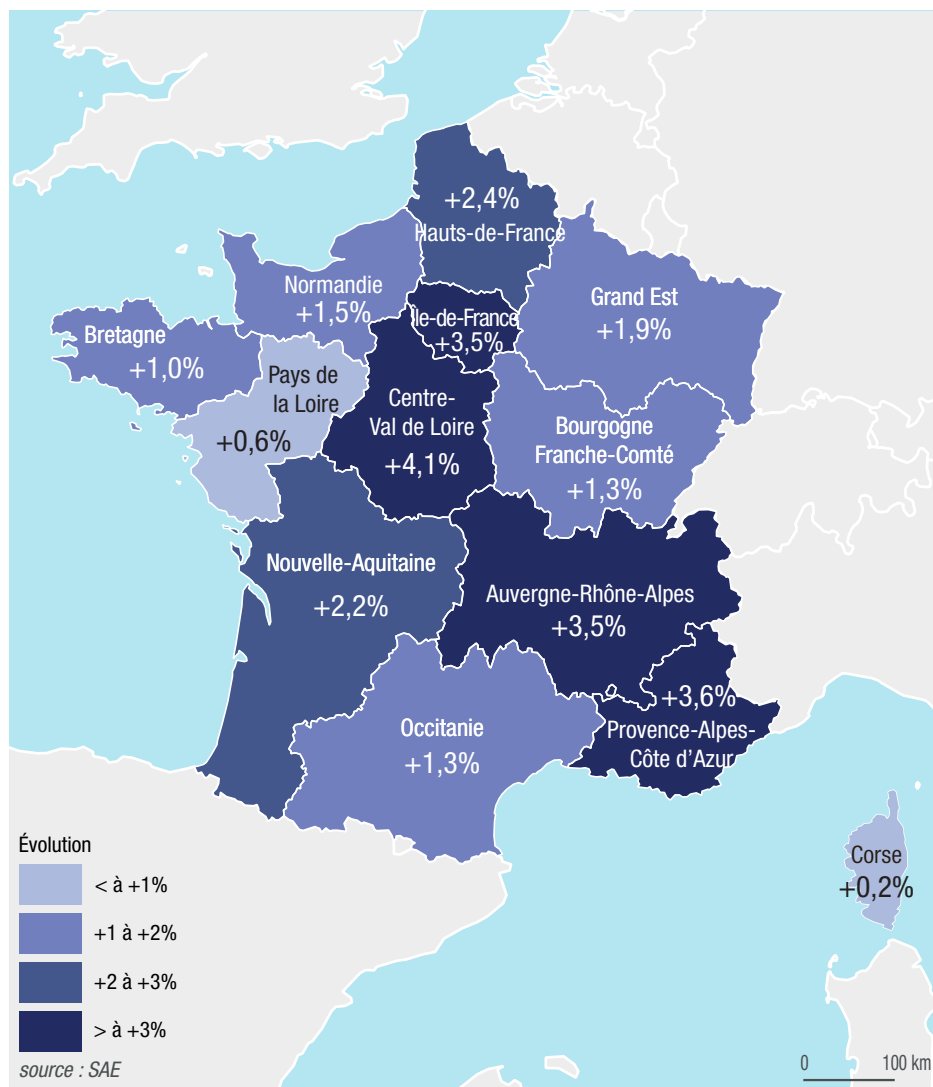 +2,4%
Hauts-de-France
Normandie
+1,5%
Île-de-France
+3,5%
Grand Est
+1,9%
Bretagne
+1,0%
Pays de
la Loire
+0,6%
Centre-
Val de Loire
+4,1%
Bourgogne
Franche-Comté
+1,3%
Nouvelle-Aquitaine
+2,2%
Auvergne-Rhône-Alpes
+3,5%
+3,6%
Provence-Alpes-
Côte d’Azur
Occitanie
+1,3%
Corse
+0,2%
Évolution
< à +1%
+1 à +2%
+2 à +3%
> à +3%
source : SAE
0 100 km